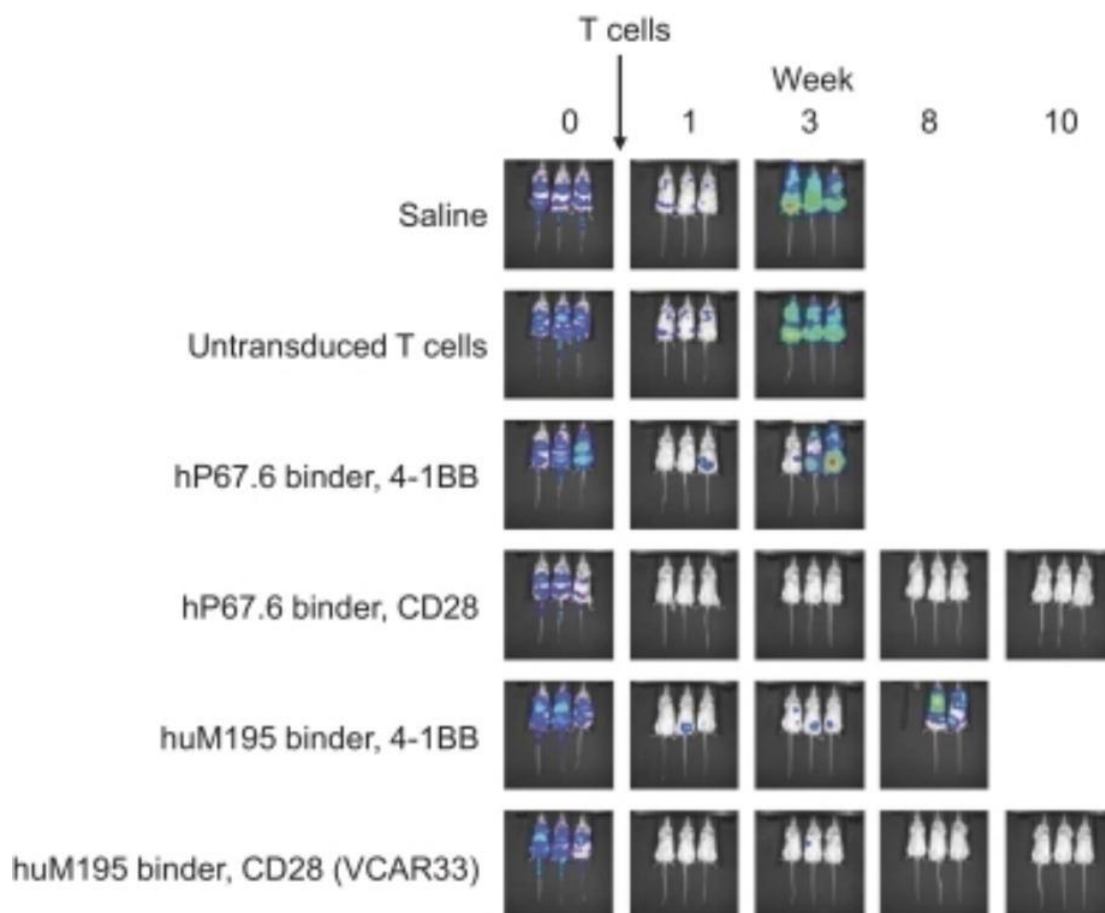 T cells
Week
0 1 3 8 10
Saline
Untransduced T cells
hP67.6 binder, 4-1BB
hP67.6 binder, CD28
huM195 binder, 4-1BB
huM195 binder, CD28 (VCAR33)